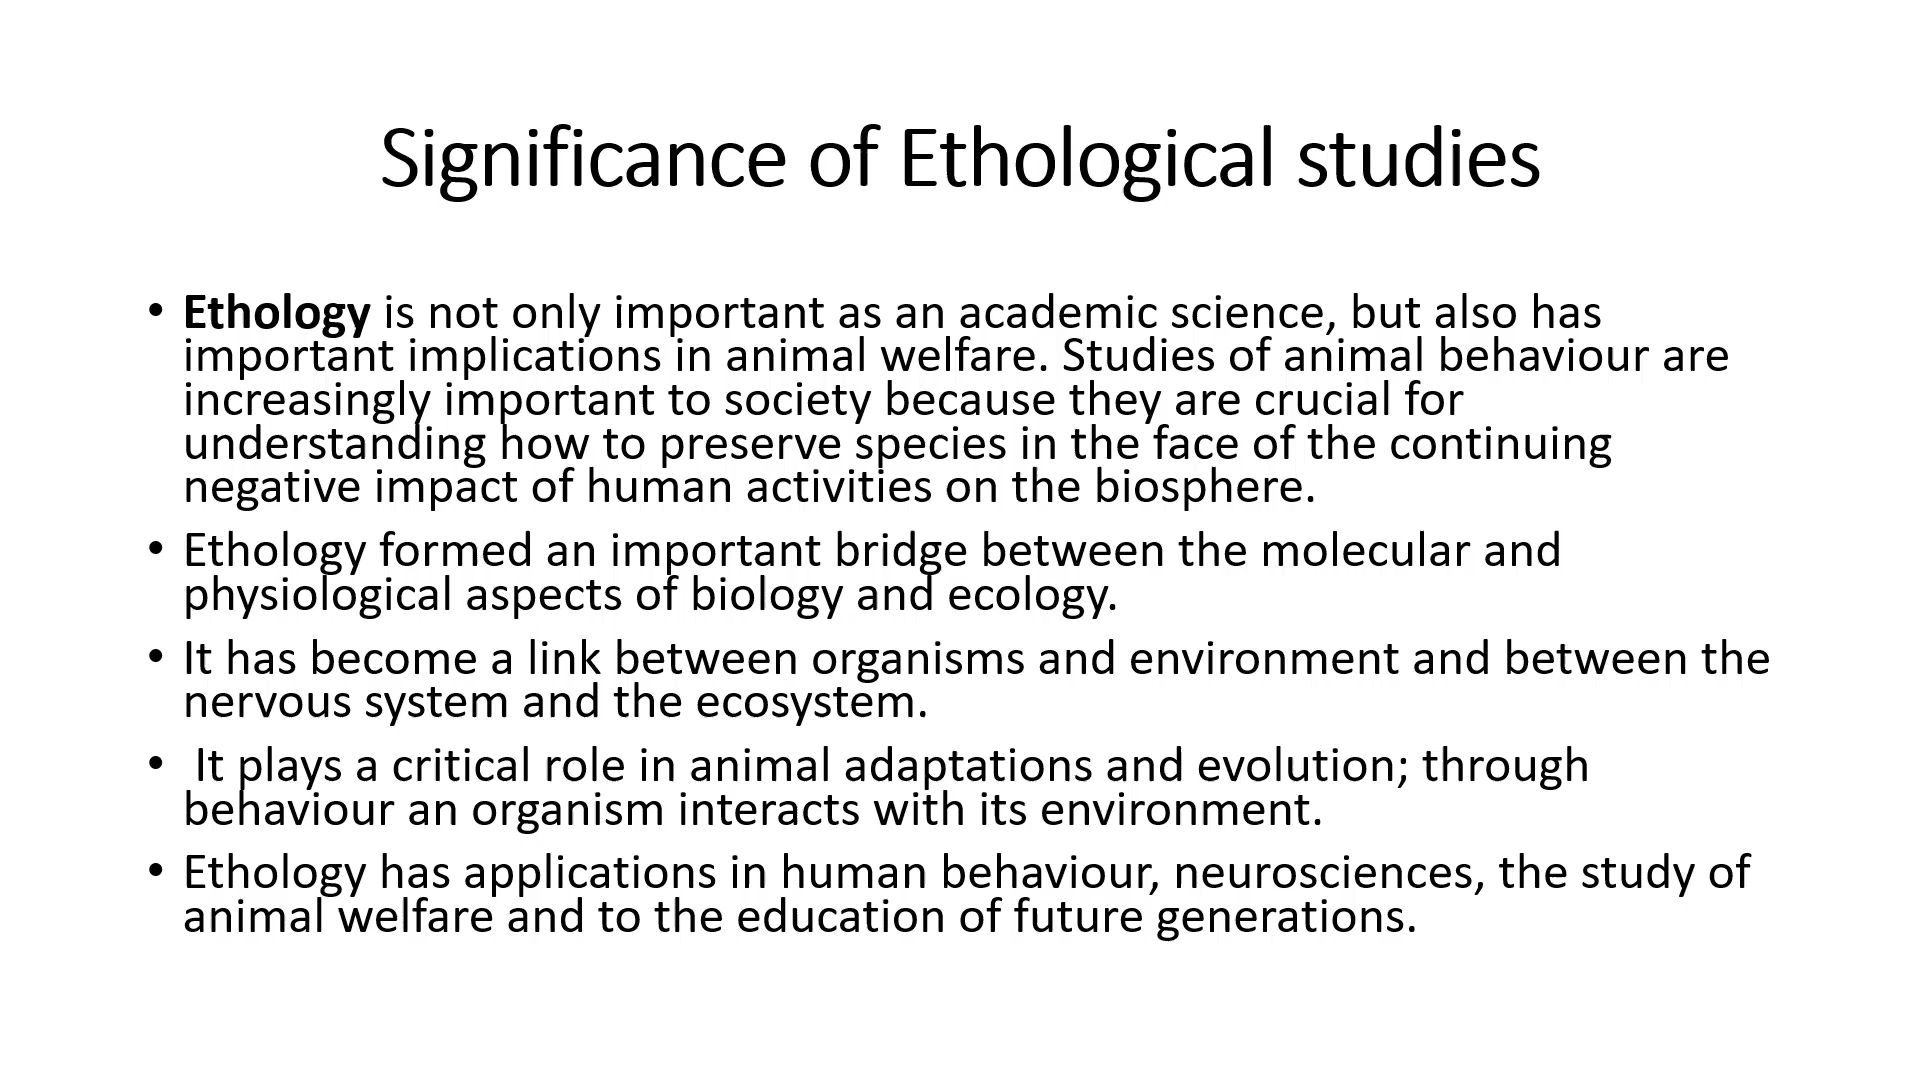 Significance of Ethological studies
• Ethology is not only important as an academic science, but also has
important implications in animal welfare. Studies of animal behaviour are
increasingly important to society because they are crucial for
understanding how to preserve species in the face of the continuing
negative impact of human activities on the biosphere.
• Ethology formed an important bridge between the molecular and
physiological aspects of biology and ecology.
• It has become a link between organisms and environment and between the
nervous system and the ecosystem.
• It plays a critical role in animal adaptations and evolution; through
behaviour an organism interacts with its environment.
• Ethology has applications in human behaviour, neurosciences, the study of
animal welfare and to the education of future generations.